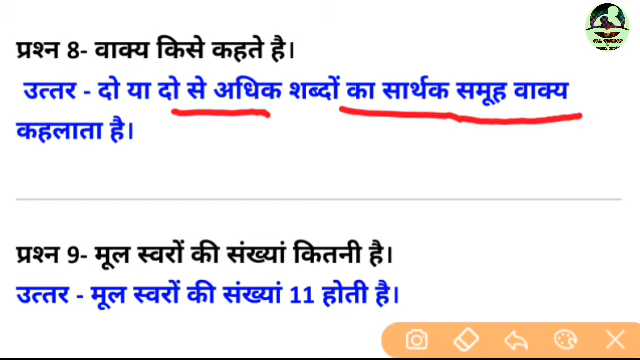 प्रश्न 8- वाक्य किसे कहते है।
उत्तर - दो या दो से अधिक शब्दों का सार्थक समूह वाक्य
कहलाता है।
प्रश्न 9- मूल स्वरों की संख्यां कितनी है।
उत्तर - मूल स्वरों की संख्यां 11 होती है।